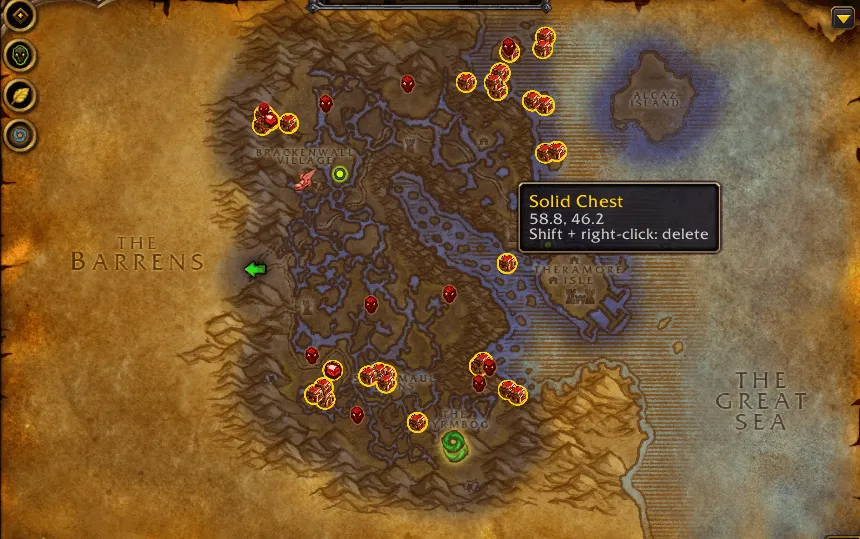 ALCAZ
ISLAND
BRACKENWALL
VILLAGE
Solid Chest
58.8, 46.2
Shift + right-click: delete
THE
BARRENS
THERAMORE
ISLE
THE
GREAT
SEA
THE